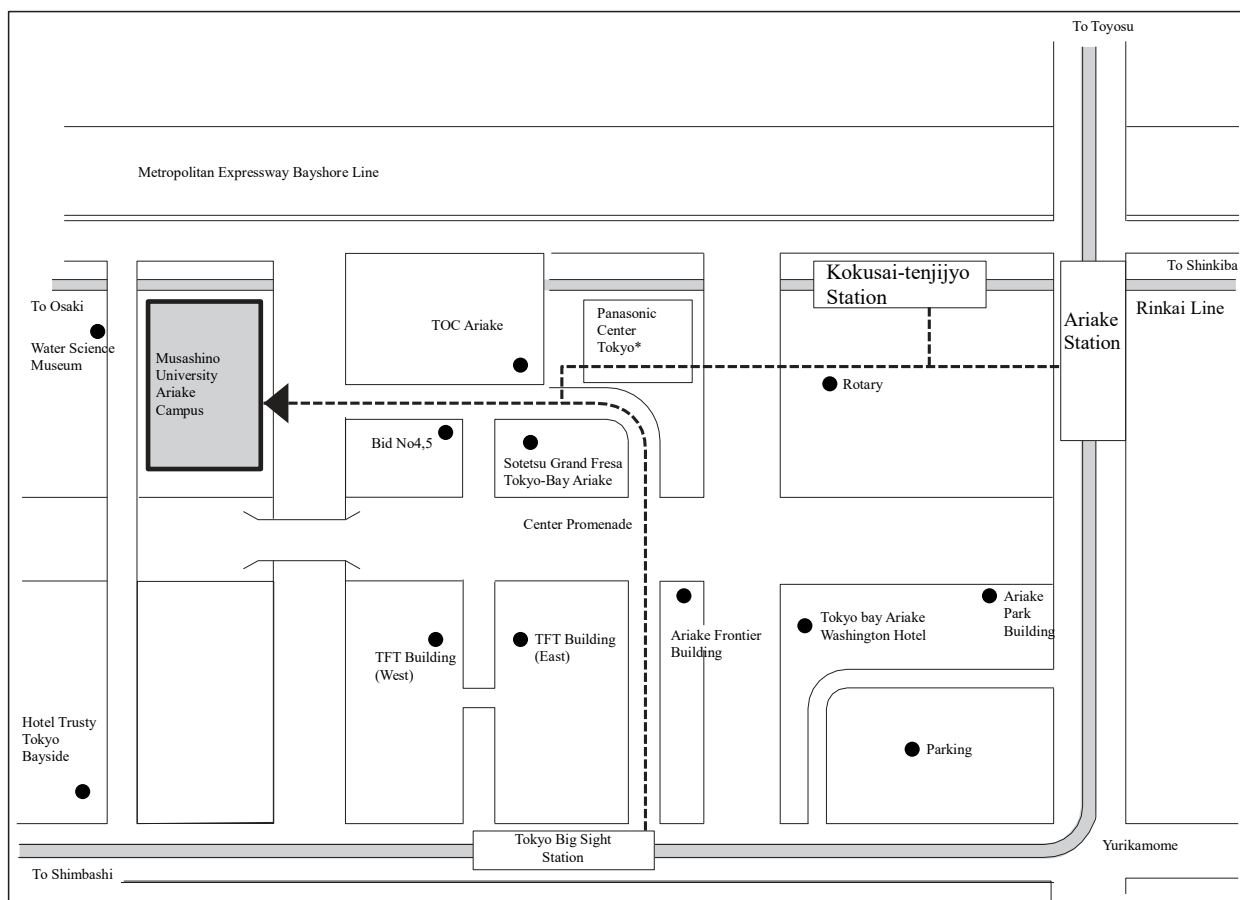 To Toyosu
Metropolitan Expressway Bayshore Line
Kokusai-tenjijyo
Station
To Shinkiba
To Osaki
Rinkai Line
Panasonic
Center
Tokyo*
Ariake
Station
TOC Ariake
Water Science
Museum
Musashino
University
Ariake
Campus
Rotary
Bid No4,5
Sotetsu Grand Fresa
Tokyo-Bay Ariake
Center Promenade
Ariake
Park
Building
Tokyo bay Ariake
Washington Hotel
Ariake Frontier
Building
TFT Building
(East)
TFT Building
(West)
Hotel Trusty
Tokyo
Bayside
Parking
Tokyo Big Sight
Station
Yurikamome
To Shimbashi